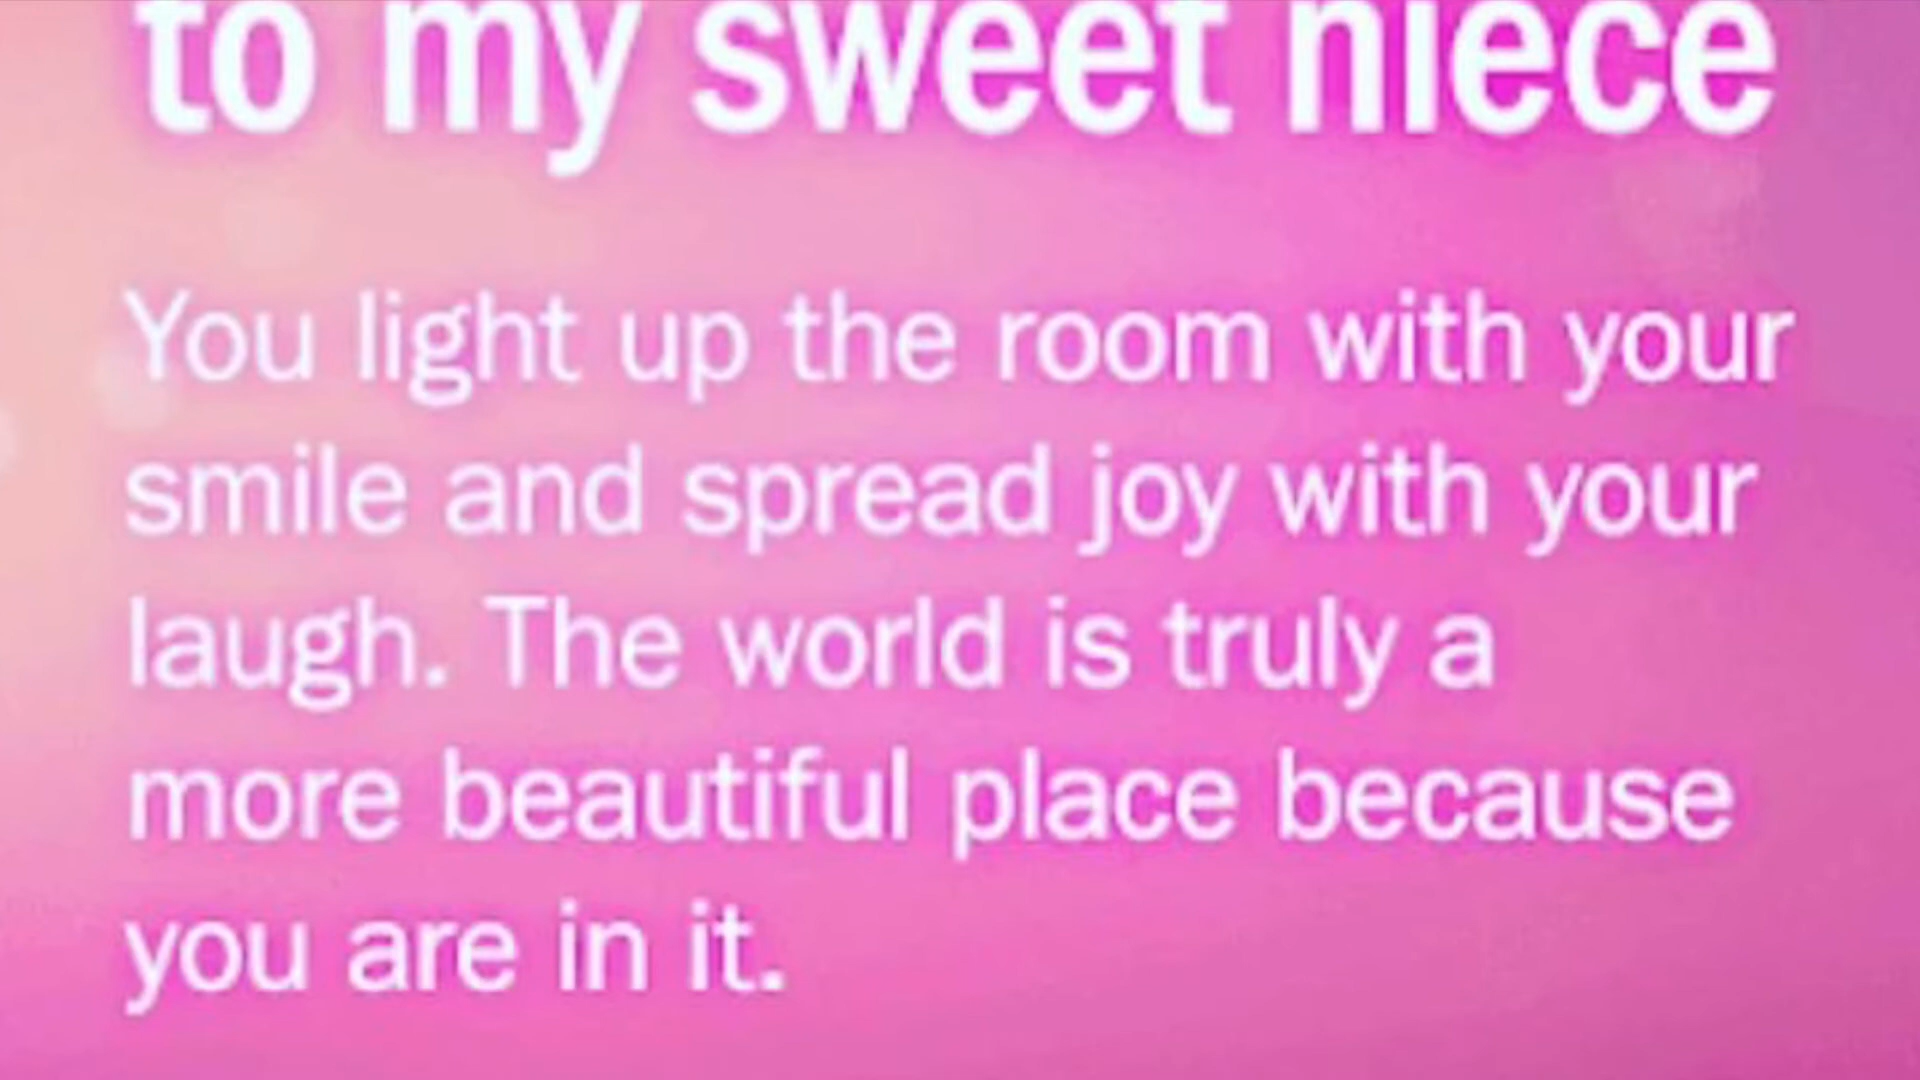 to my sweet niece
You light up the room with your
smile and spread joy with your
laugh. The world is truly a
more beautiful place because
you are in it.